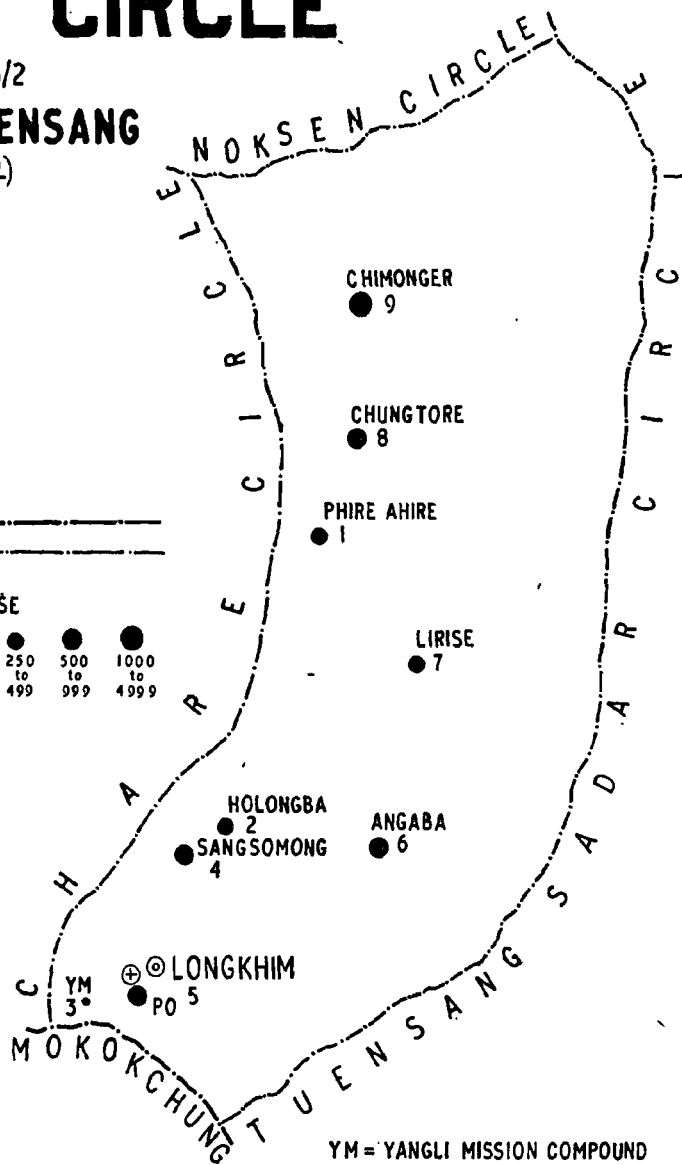 CIRCLE
/2
ENSANG
NOKSEN CIRCLE
CHARE CIRCLE
CHIMONGER
9
CHUNGTORE
8
PHIRE AHIRE
1
LIRISE
7
250 to 499
500 to 999
1000 to 4999
HOLONGBA
2
SANGSOMONG
4
ANGABA
6
LONGKHIM
PO 5
YM
3
MOKOKCHUNG
TUENSANG SADAR CIRCLE
YM = YANGLI MISSION COMPOUND